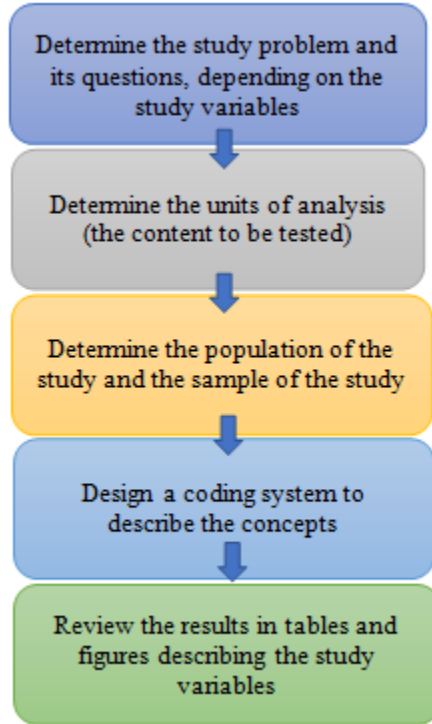 Determine the study problem and
its questions, depending on the
study variables
Determine the units of analysis
(the content to be tested)
Determine the population of the
study and the sample of the study
Design a coding system to
describe the concepts
Review the results in tables and
figures describing the study
variables